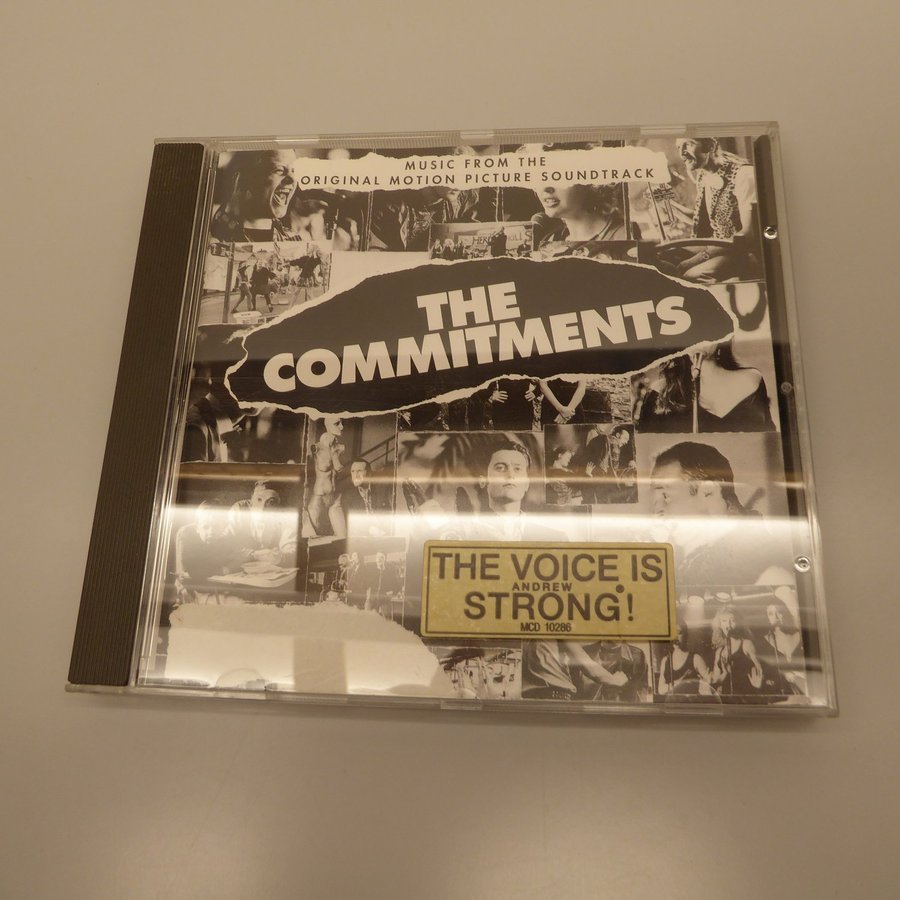 MUSIC FROM THE
ORIGINAL MOTION PICTURE SOUNDTRACK
THE
COMMITMENTS
THE VOICE IS
ANDREW
STRONG!
MCD 10286